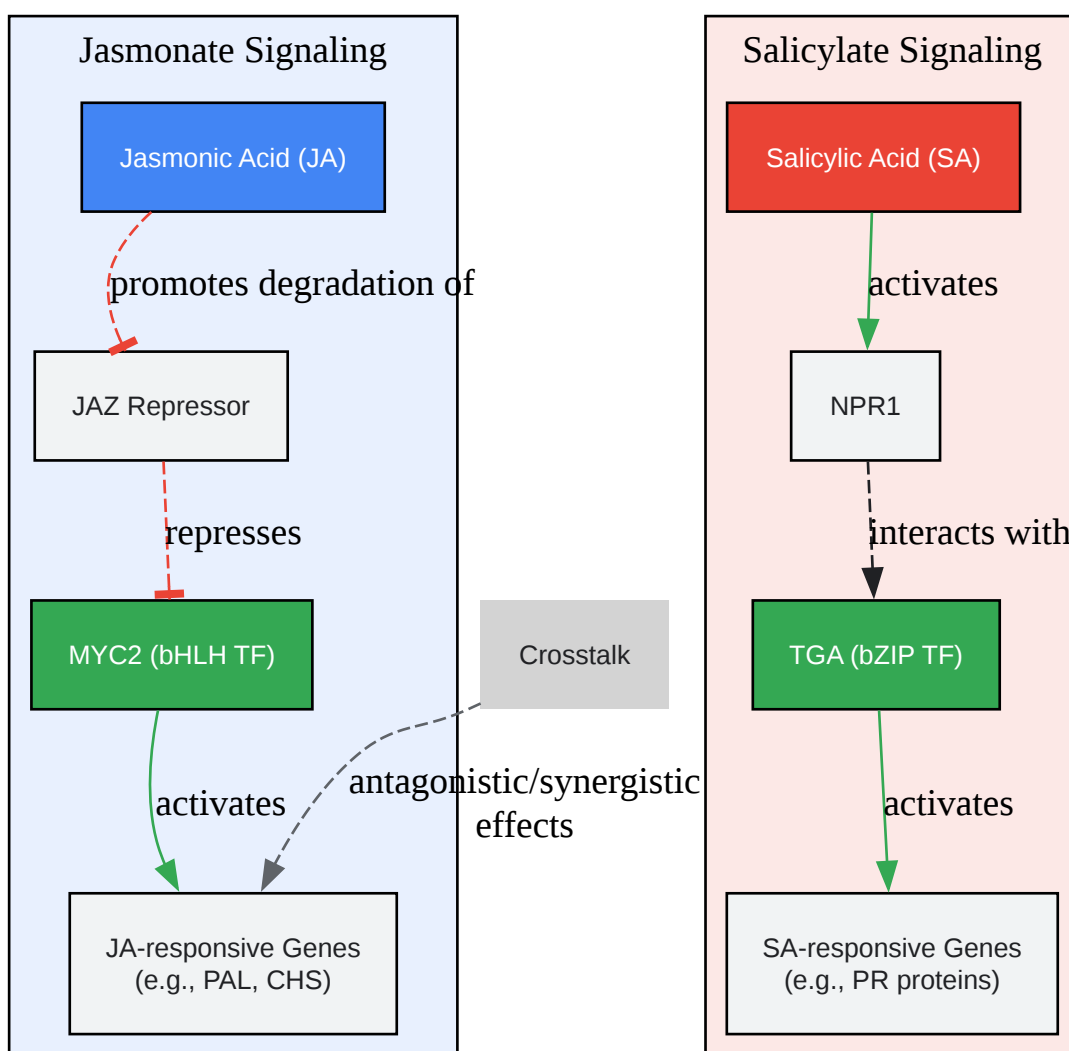 Jasmonate Signaling
Jasmonic Acid (JA)
promotes degradation of
JAZ Repressor
represses
MYC2 (bHLH TF)
activates
JA-responsive Genes
(e.g., PAL, CHS)
Crosstalk
antagonistic/synergistic
effects
Salicylate Signaling
Salicylic Acid (SA)
activates
NPR1
interacts with
TGA (bZIP TF)
activates
SA-responsive Genes
(e.g., PR proteins)